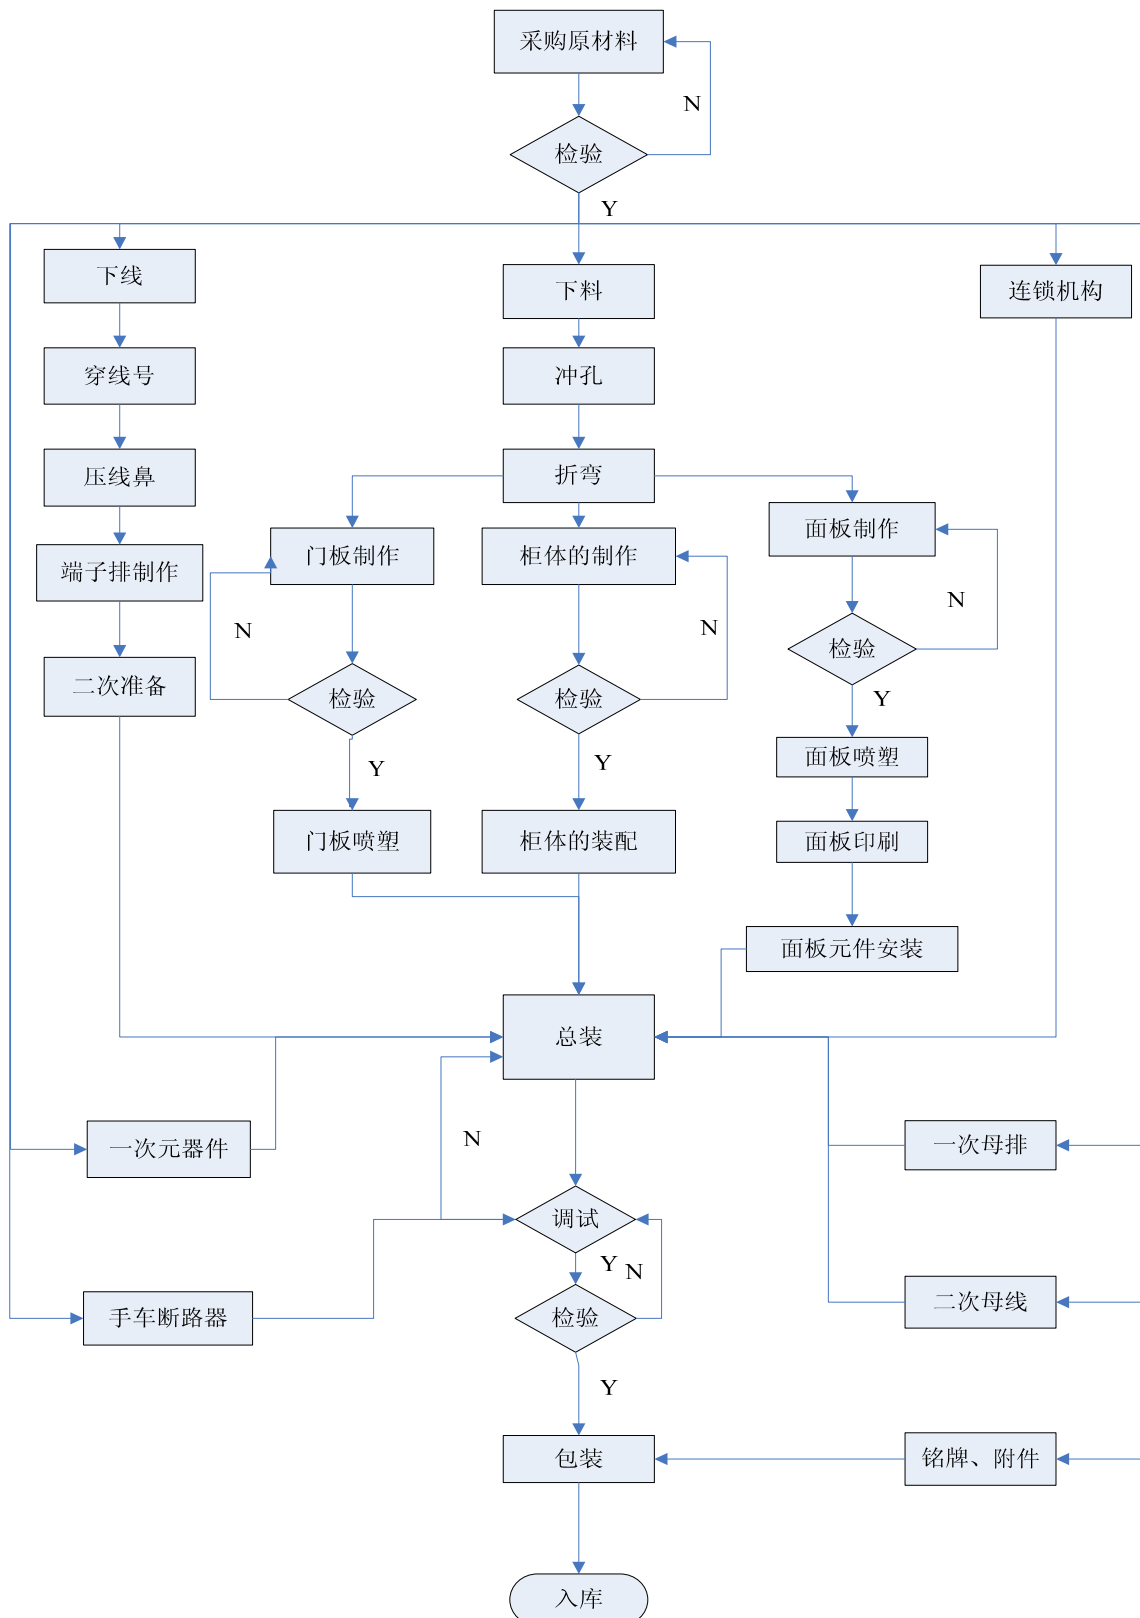 采购原材料
N
检验
Y
下线
下料
连锁机构
穿线号
冲孔
压线鼻
折弯
门板制作
柜体的制作
面板制作
端子排制作
N
N
N
检验
二次准备
检验
检验
Y
Y
Y
面板喷塑
门板喷塑
柜体的装配
面板印刷
面板元件安装
总装
N
一次元器件
一次母排
调试
Y
N
手车断路器
检验
二次母线
Y
包装
铭牌、附件
入库